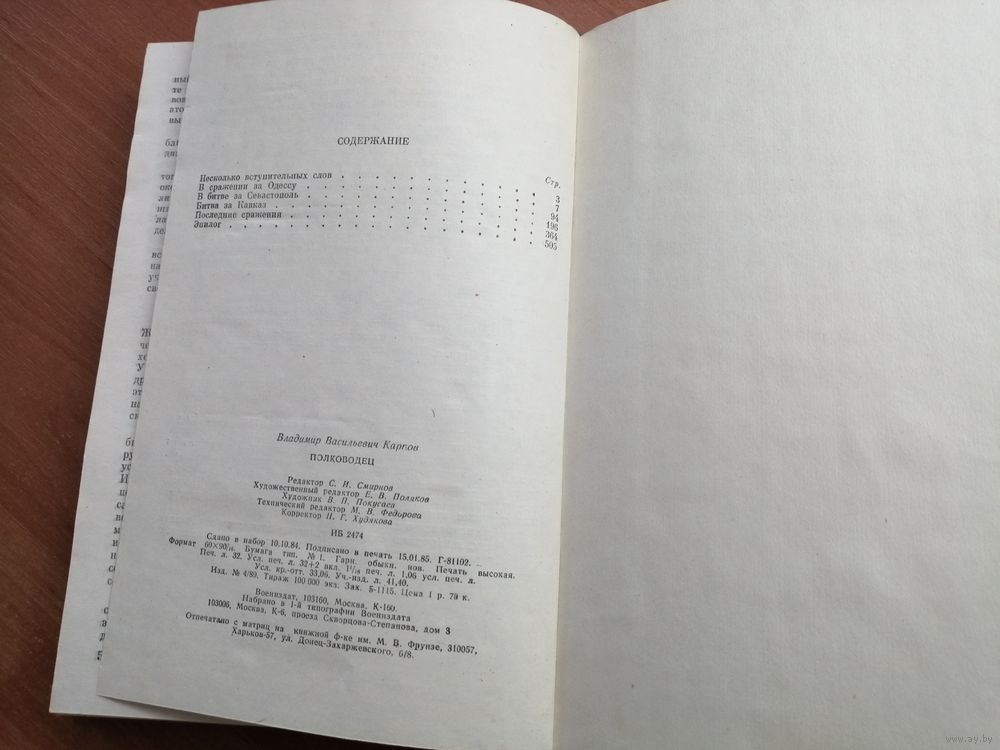 СОДЕРЖАНИЕ
Стр.
Несколько вступительных слов 3
В сражении за Одессу 7
В битве за Севастополь 94
Битва за Кавказ 196
Последние сражения 364
Эпилог 505
Владимир Васильевич Карпов
ПОЛКОВОДЕЦ
Редактор С. И. Смирнов
Художественный редактор Е. В. Поляков
Художник В. П. Покусаев
Технический редактор М. В. Федорова
Корректор Н. Г. Худякова
ИБ 2474
Сдано в набор 10.10.84. Подписано в печать 15.01.85. Г-81102.
Формат 60×90/16. Бумага тип. № 1. Гарн. обыкн. нов. Печать высокая.
Печ. л. 32. Усл. печ. л. 32+2 вкл. 1 1/16 печ. л. 1,06 усл. печ. л.
Усл. кр.-отт. 33,06. Уч.-изд. л. 41,40.
Изд. № 4/89. Тираж 100 000 экз. Зак. 5-1115. Цена 1 р. 70 к.
Воениздат, 103160, Москва, К-160.
Набрано в 1-й типографии Воениздата
103006, Москва, К-6, проезд Скворцова-Степанова, дом 3
Отпечатано с матриц на книжной ф-ке им. М. В. Фрунзе, 310057,
Харьков-57, ул. Донец-Захаржевского, 6/8.
www.ay.by